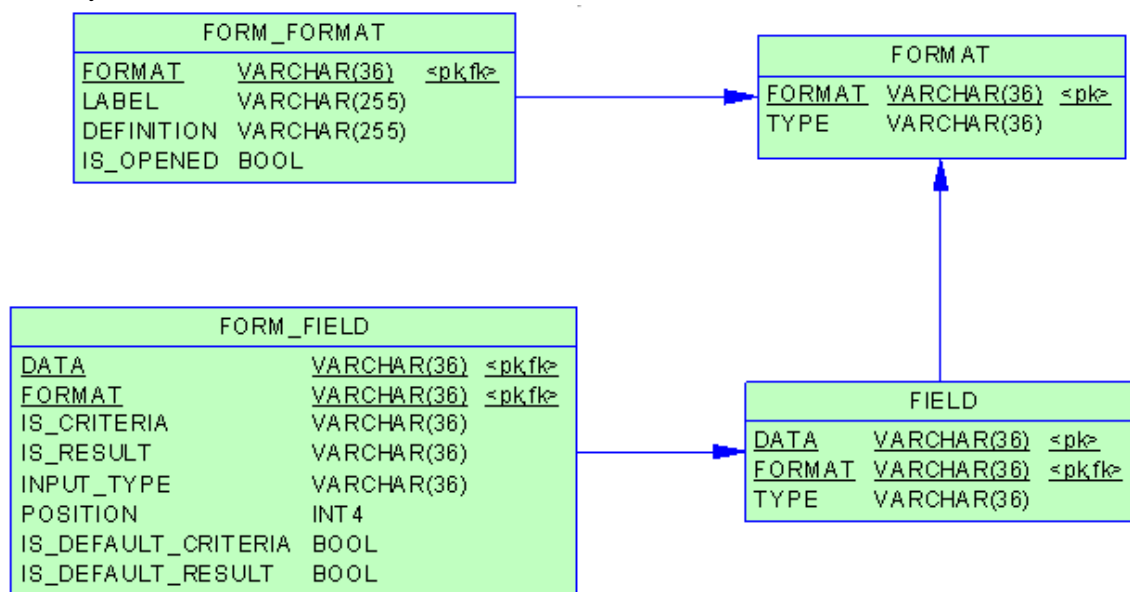 FORM_FORMAT
FORMAT VARCHAR(36) <pk,fk>
LABEL VARCHAR(255)
DEFINITION VARCHAR(255)
IS_OPENED BOOL
FORMAT
FORMAT VARCHAR(36) <pk>
TYPE VARCHAR(36)
FORM_FIELD
DATA VARCHAR(36) <pk,fk>
FORMAT VARCHAR(36) <pk,fk>
IS_CRITERIA VARCHAR(36)
IS_RESULT VARCHAR(36)
INPUT_TYPE VARCHAR(36)
POSITION INT4
IS_DEFAULT_CRITERIA BOOL
IS_DEFAULT_RESULT BOOL
FIELD
DATA VARCHAR(36) <pk>
FORMAT VARCHAR(36) <pk,fk>
TYPE VARCHAR(36)